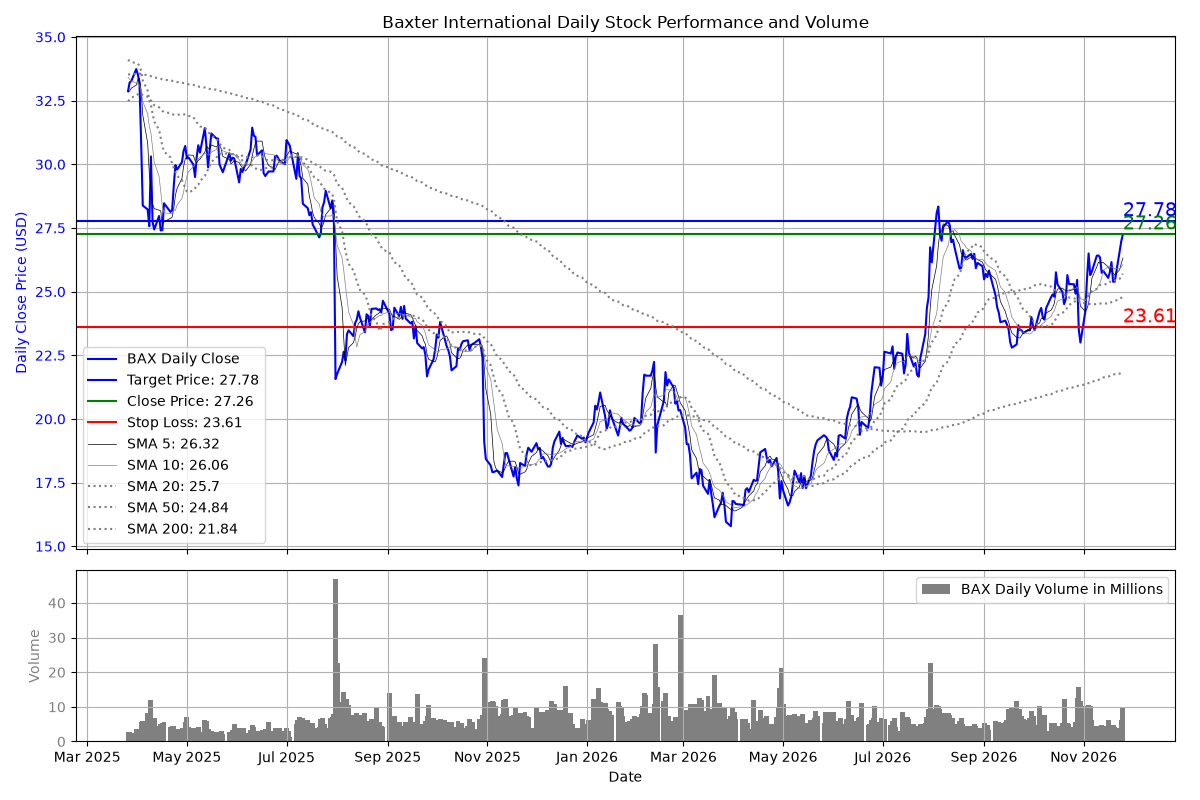 Baxter International Daily Stock Performance and Volume
35.0
32.5
30.0
27.5
25.0
22.5
20.0
17.5
15.0
Daily Close Price (USD)
27.78
27.26
23.61
BAX Daily Close
Target Price: 27.78
Close Price: 27.26
Stop Loss: 23.61
SMA 5: 26.32
SMA 10: 26.06
SMA 20: 25.7
SMA 50: 24.84
SMA 200: 21.84
BAX Daily Volume in Millions
40
30
20
10
0
Volume
Mar 2025
May 2025
Jul 2025
Sep 2025
Nov 2025
Jan 2026
Mar 2026
May 2026
Jul 2026
Sep 2026
Nov 2026
Date